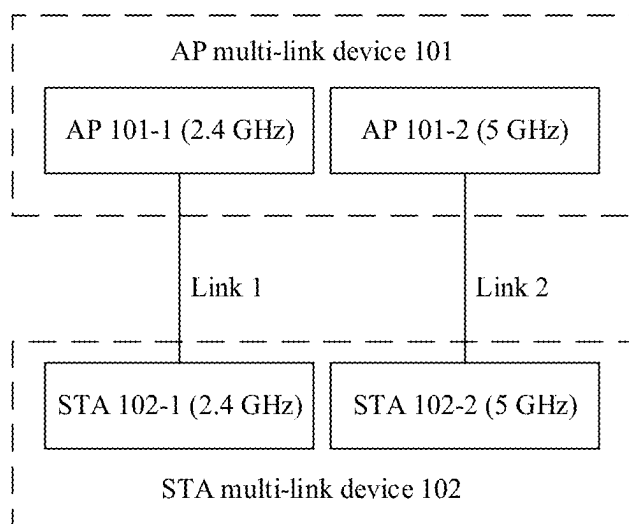 AP multi-link device 101
AP 101-1 (2.4 GHz)
AP 101-2 (5 GHz)
Link 1
Link 2
STA 102-1 (2.4 GHz)
STA 102-2 (5 GHz)
STA multi-link device 102